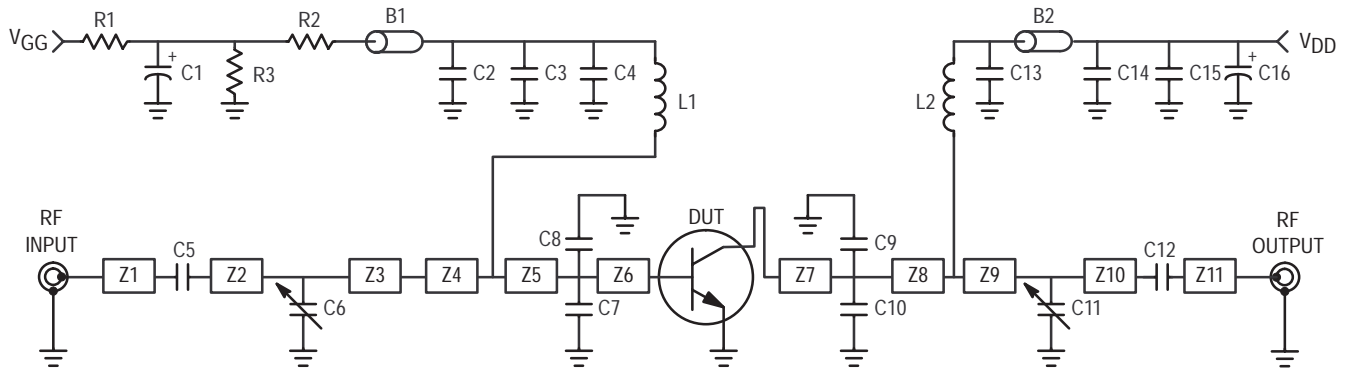 R1 R2 B1 B2
VGG VDD
+ C1 R3 C2 C3 C4 L1 L2 C13 C14 C15 + C16
RF INPUT
C5 C8 DUT C9 C12
RF OUTPUT
Z1 Z2 Z3 Z4 Z5 Z6 Z7 Z8 Z9 Z10 Z11
C6 C7 C10 C11